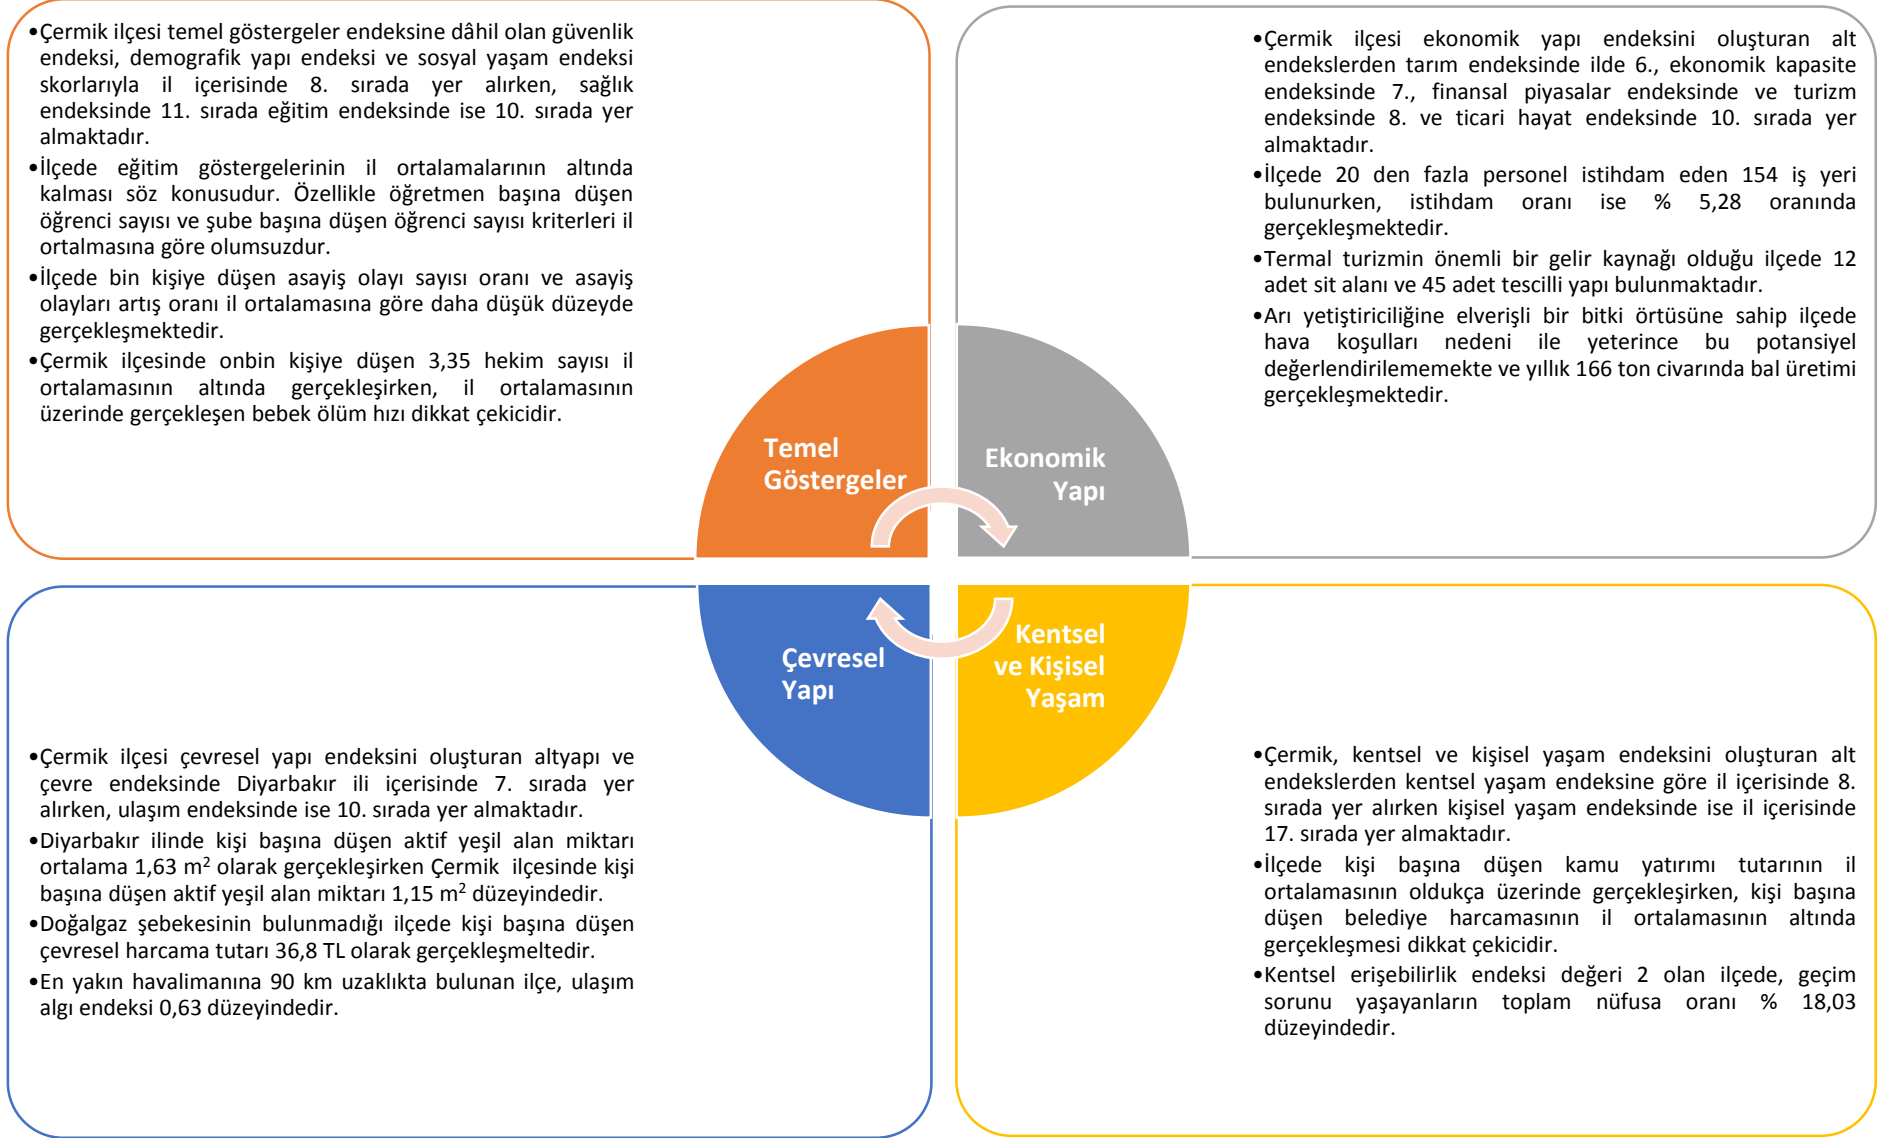 •Çermik ilçesi temel göstergeler endeksine dâhil olan güvenlik
endeksi, demografik yapı endeksi ve sosyal yaşam endeksi
skorlarıyla il içerisinde 8. sırada yer alırken, sağlık
endeksinde 11. sırada eğitim endeksinde ise 10. sırada yer
almaktadır.
•İlçede eğitim göstergelerinin il ortalamalarının altında
kalması söz konusudur. Özellikle öğretmen başına düşen
öğrenci sayısı ve şube başına düşen öğrenci sayısı kriterleri il
ortalmasına göre olumsuzdur.
•İlçede bin kişiye düşen asayiş olayı sayısı oranı ve asayiş
olayları artış oranı il ortalamasına göre daha düşük düzeyde
gerçekleşmektedir.
•Çermik ilçesinde onbin kişiye düşen 3,35 hekim sayısı il
ortalamasının altında gerçekleşirken, il ortalamasının
üzerinde gerçekleşen bebek ölüm hızı dikkat çekicidir.
Temel
Göstergeler
•Çermik ilçesi ekonomik yapı endeksini oluşturan alt
endekslerden tarım endeksinde ilde 6., ekonomik kapasite
endeksinde 7., finansal piyasalar endeksinde ve turizm
endeksinde 8. ve ticari hayat endeksinde 10. sırada yer
almaktadır.
•İlçede 20 den fazla personel istihdam eden 154 iş yeri
bulunurken, istihdam oranı ise % 5,28 oranında
gerçekleşmektedir.
•Termal turizmin önemli bir gelir kaynağı olduğu ilçede 12
adet sit alanı ve 45 adet tescilli yapı bulunmaktadır.
•Arı yetiştiriciliğine elverişli bir bitki örtüsüne sahip ilçede
hava koşulları nedeni ile yeterince bu potansiyel
değerlendirilememekte ve yıllık 166 ton civarında bal üretimi
gerçekleşmektedir.
Ekonomik
Yapı
Çevresel
Yapı
•Çermik ilçesi çevresel yapı endeksini oluşturan altyapı ve
çevre endeksinde Diyarbakır ili içerisinde 7. sırada yer
alırken, ulaşım endeksinde ise 10. sırada yer almaktadır.
•Diyarbakır ilinde kişi başına düşen aktif yeşil alan miktarı
ortalama 1,63 m² olarak gerçekleşirken Çermik ilçesinde kişi
başına düşen aktif yeşil alan miktarı 1,15 m² düzeyindedir.
•Doğalgaz şebekesinin bulunmadığı ilçede kişi başına düşen
çevresel harcama tutarı 36,8 TL olarak gerçekleşmeltedir.
•En yakın havalimanına 90 km uzaklıkta bulunan ilçe, ulaşım
algı endeksi 0,63 düzeyindedir.
Kentsel
ve Kişisel
Yaşam
•Çermik, kentsel ve kişisel yaşam endeksini oluşturan alt
endekslerden kentsel yaşam endeksine göre il içerisinde 8.
sırada yer alırken kişisel yaşam endeksinde ise il içerisinde
17. sırada yer almaktadır.
•İlçede kişi başına düşen kamu yatırımı tutarının il
ortalamasının oldukça üzerinde gerçekleşirken, kişi başına
düşen belediye harcamasının il ortalamasının altında
gerçekleşmesi dikkat çekicidir.
•Kentsel erişebilirlik endeksi değeri 2 olan ilçede, geçim
sorunu yaşayanların toplam nüfusa oranı % 18,03
düzeyindedir.